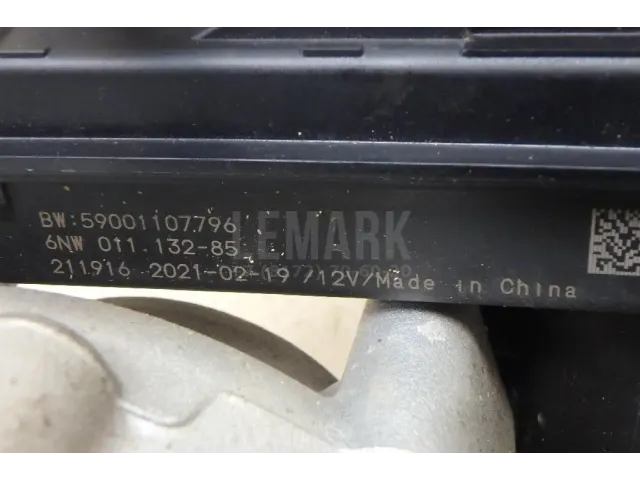 BW:59001107796
6NW 011.132-85
211916 2021-02-19 /12V/Made in China
LEMARK